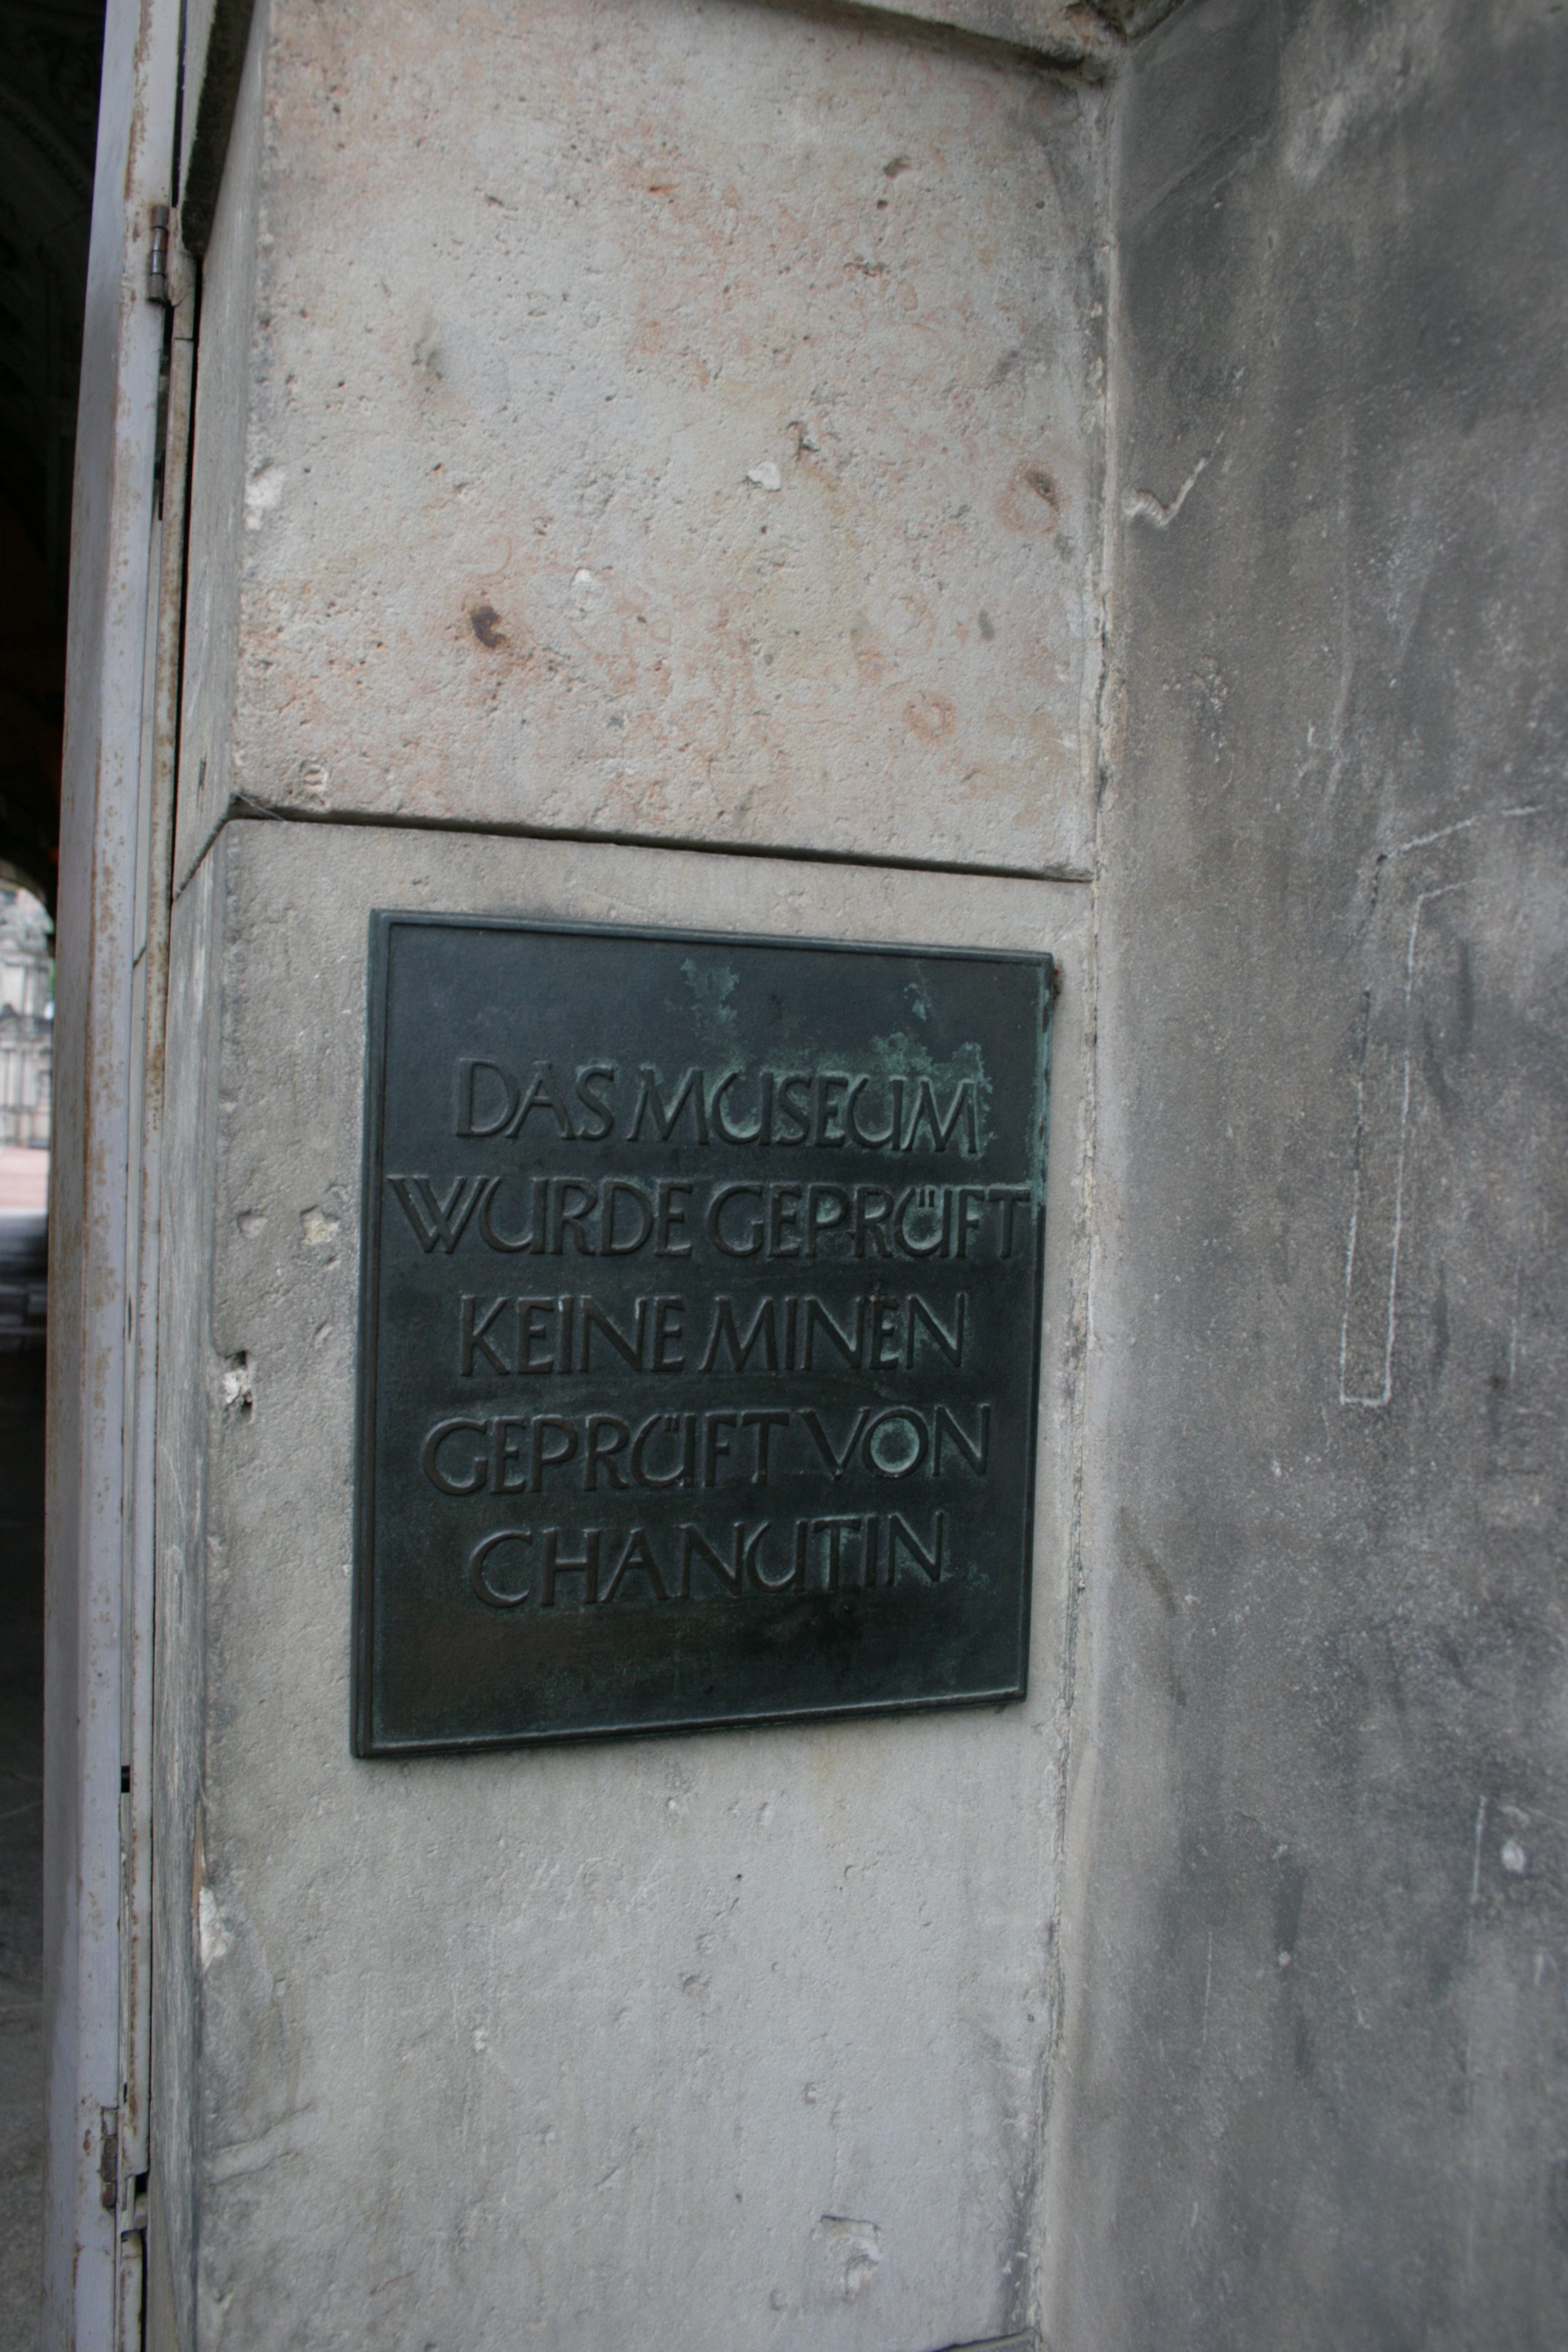 DAS MUSEUM
WURDE GEPRÜFT
KEINE MINEN
GEPRÜFT VON
CHANUTIN